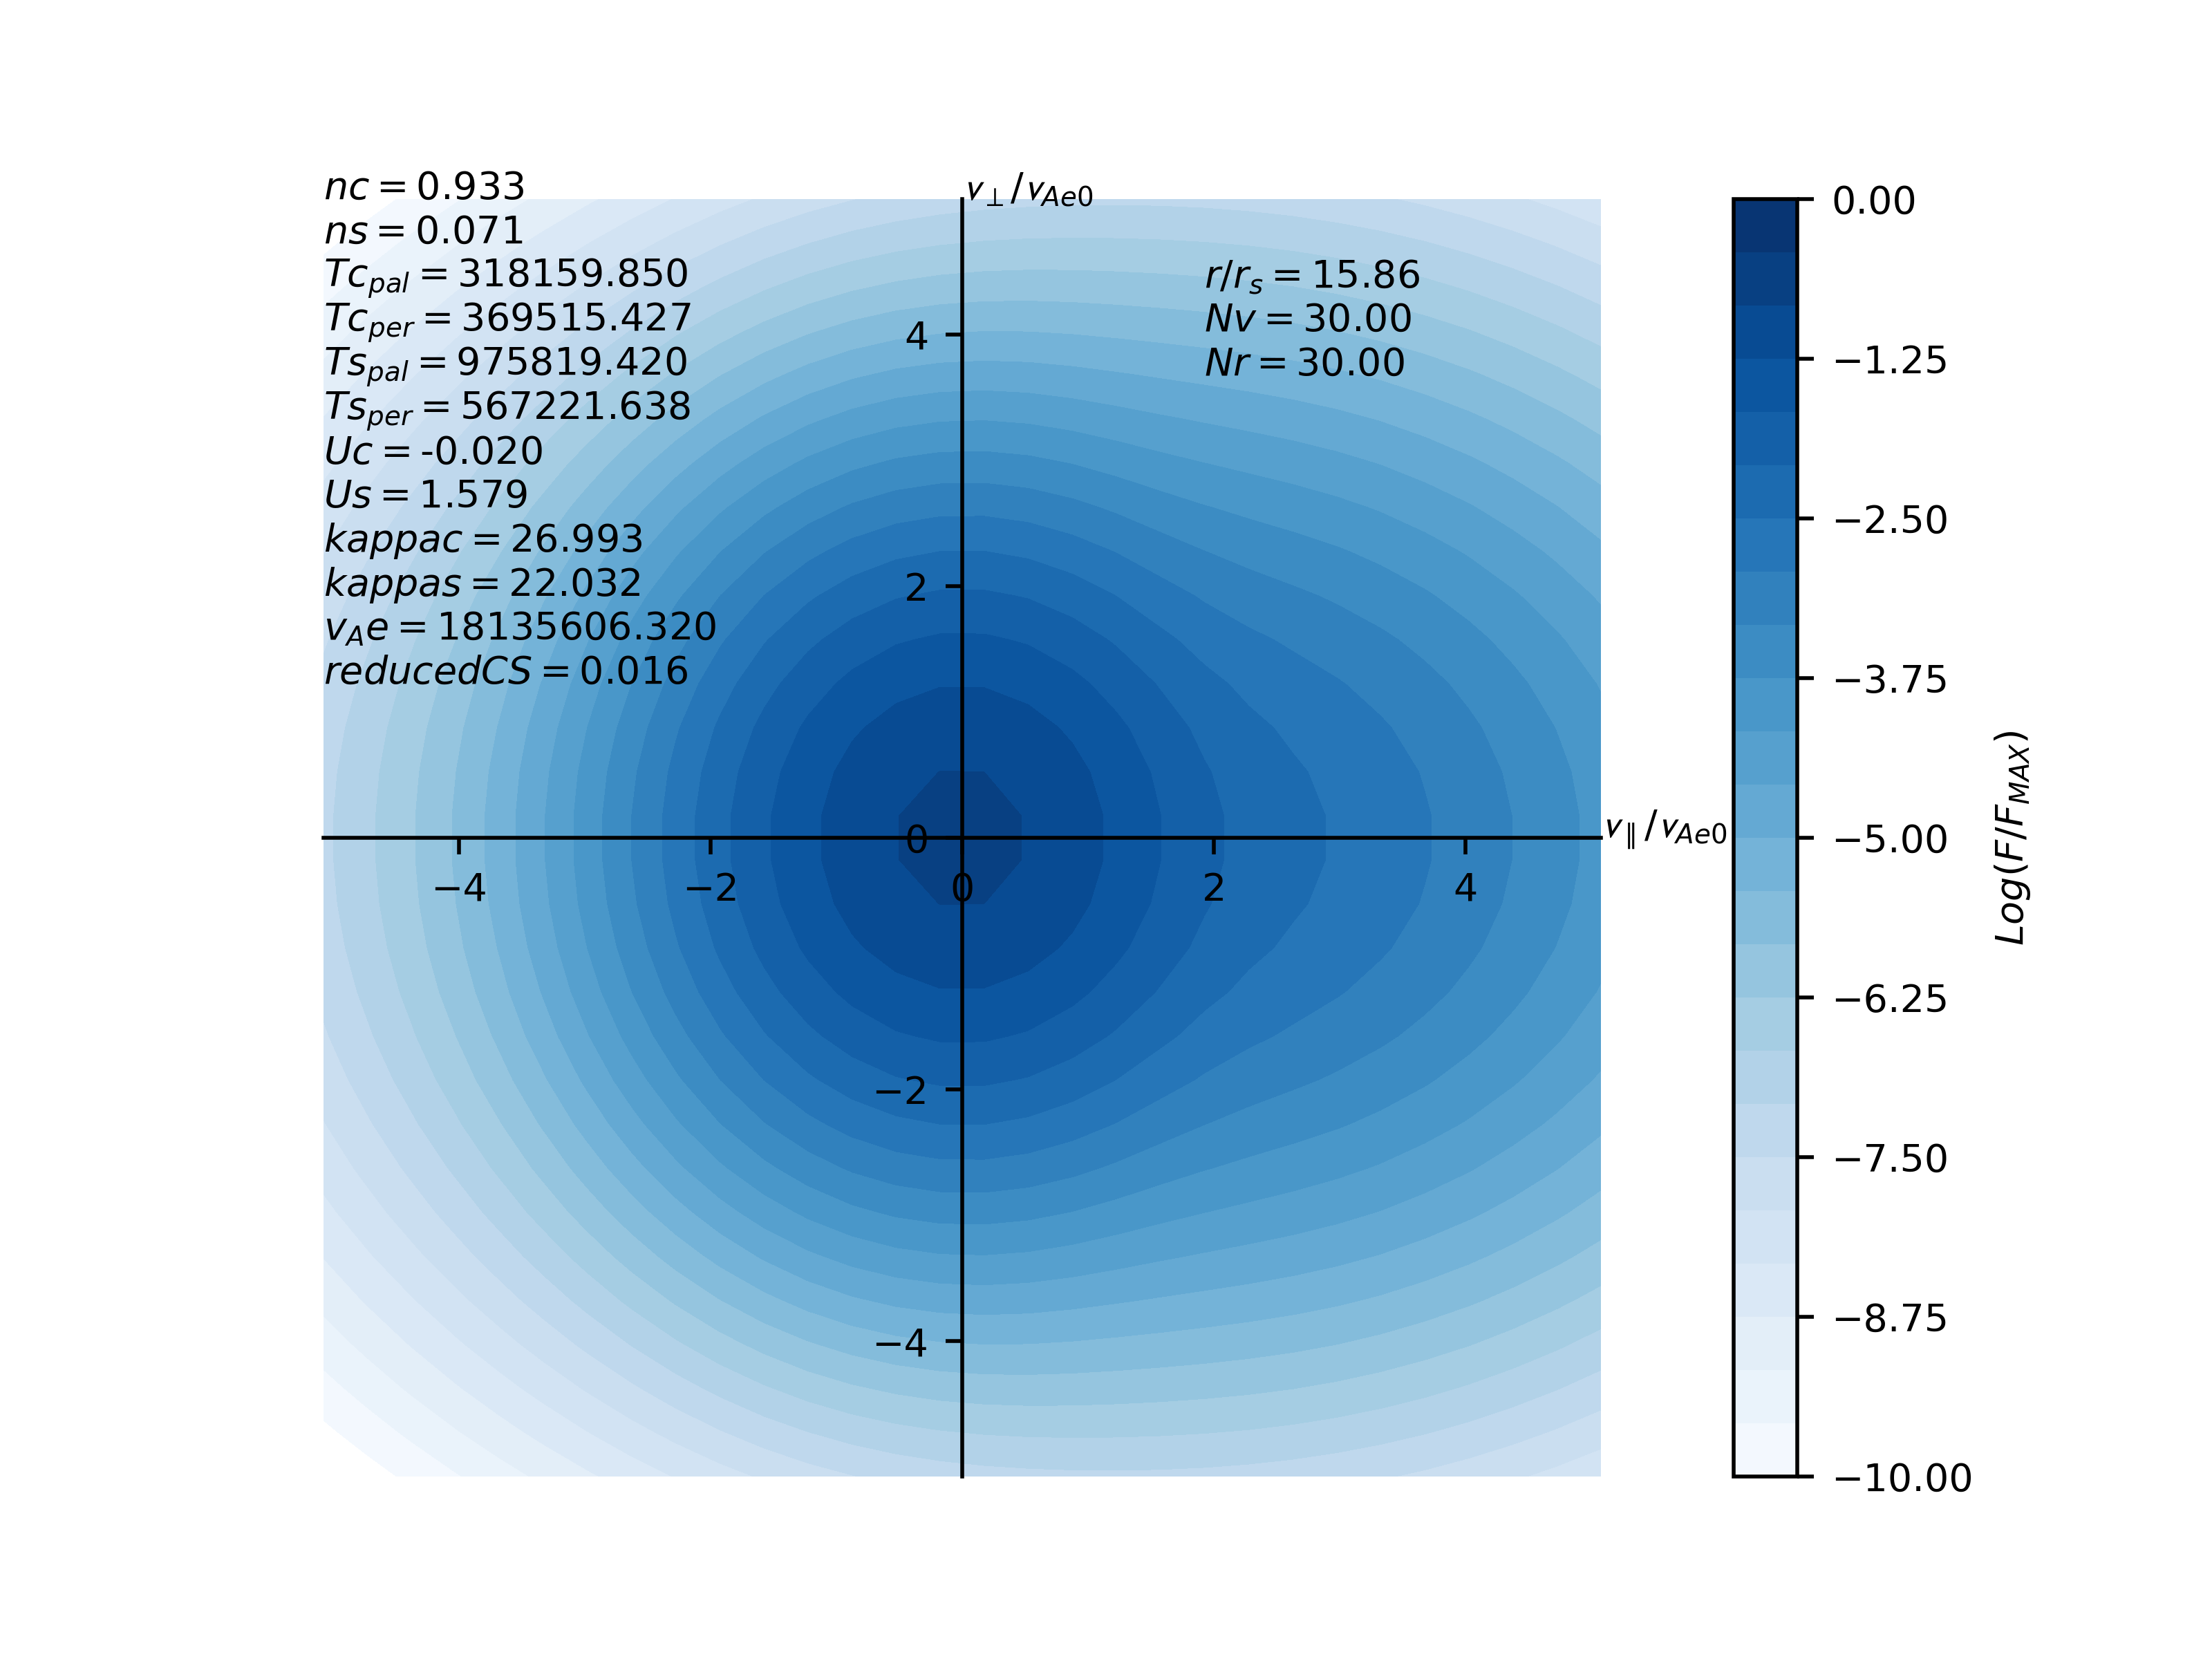 nc = 0.933
ns = 0.071
Tc_pal = 318159.850
Tc_per = 369515.427
Ts_pal = 975819.420
Ts_per = 567221.638
Uc = -0.020
Us = 1.579
kappac = 26.993
kappas = 22.032
v_Ae = 18135606.320
reducedCS = 0.016
v_⊥/v_Ae0
r/r_s = 15.86
Nv = 30.00
Nr = 30.00
4
2
0
−2
−4
−4
−2
0
2
4
v_∥/v_Ae0
0.00
−1.25
−2.50
−3.75
−5.00
−6.25
−7.50
−8.75
−10.00
Log(F/F_MAX)